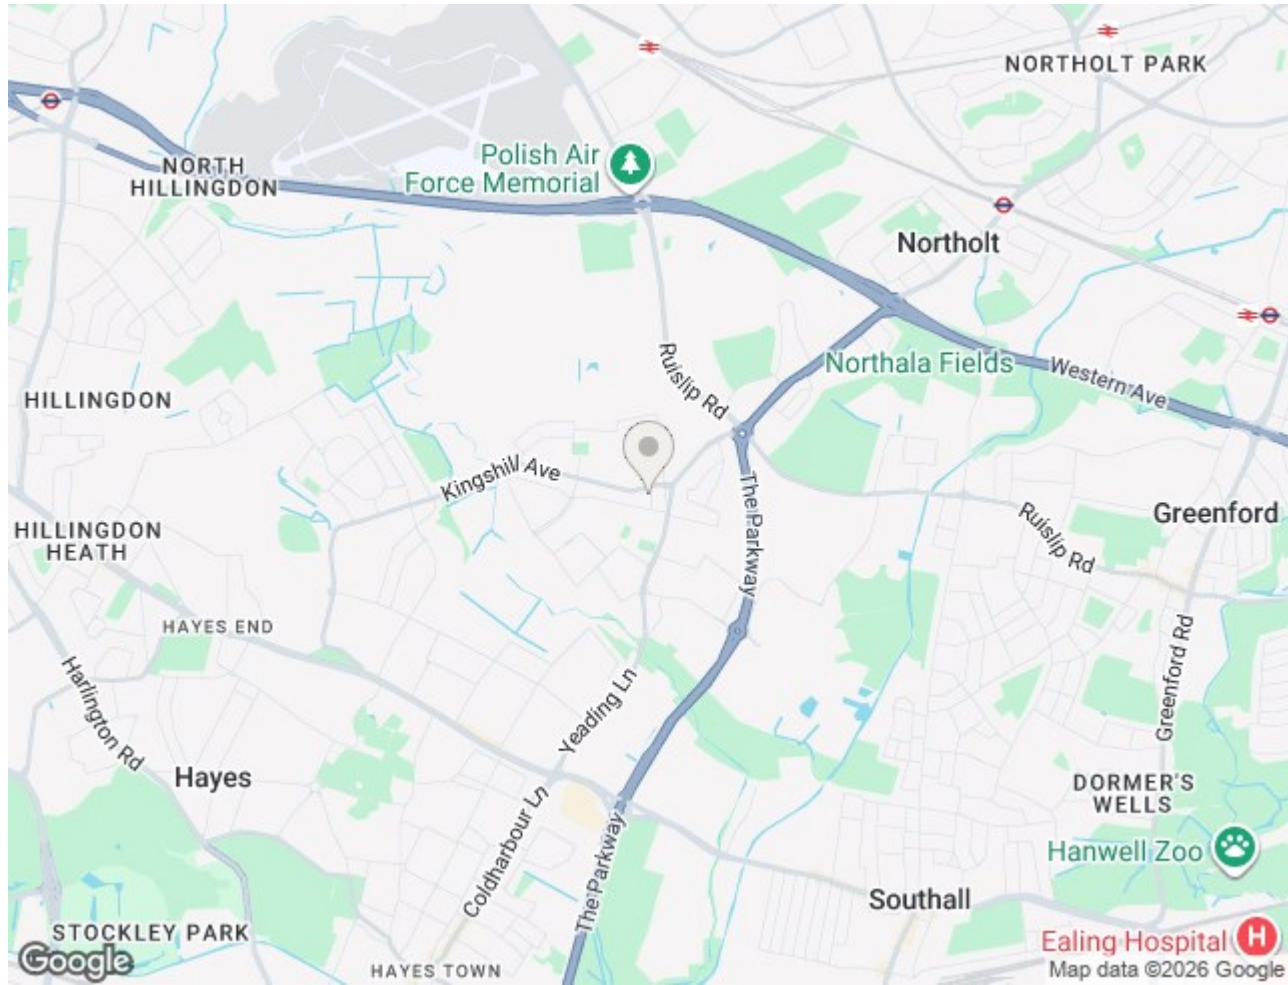 NORTHOLT PARK
Polish Air
Force Memorial
NORTH
HILLINGDON
Northolt
Ruislip Rd
Northala Fields
Western Ave
HILLINGDON
Kingshill Ave
The Parkway
HILLINGDON
HEATH
Ruislip Rd
Greenford
HAYES END
Harlington Rd
Yeading Ln
Greenford Rd
Hayes
Coldharbour Ln
The Parkway
DORMER'S
WELLS
Hanwell Zoo
Southall
STOCKLEY PARK
Ealing Hospital
H
Google
HAYES TOWN
Map data ©2026 Google